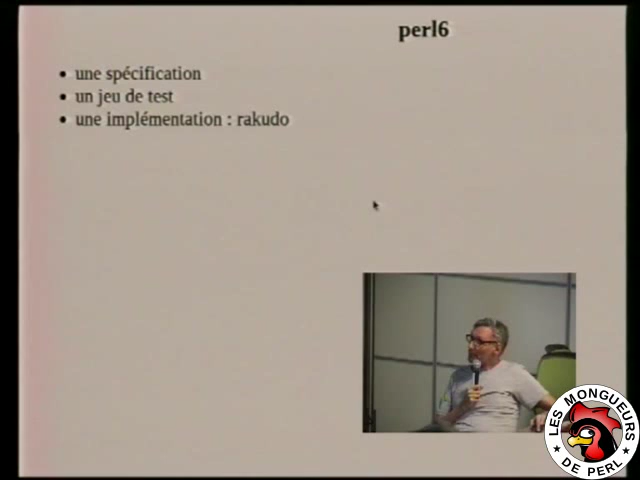 perl6
une spécification
un jeu de test
une implémentation : rakudo
LES MONGUEURS
DE PERL